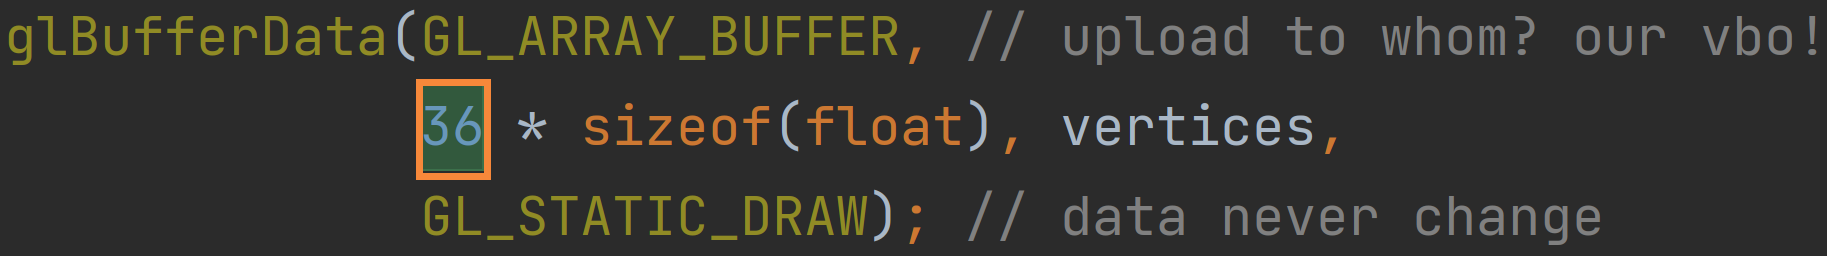 glBufferData(GL_ARRAY_BUFFER, // upload to whom? our vbo!
36 * sizeof(float), vertices,
GL_STATIC_DRAW); // data never change